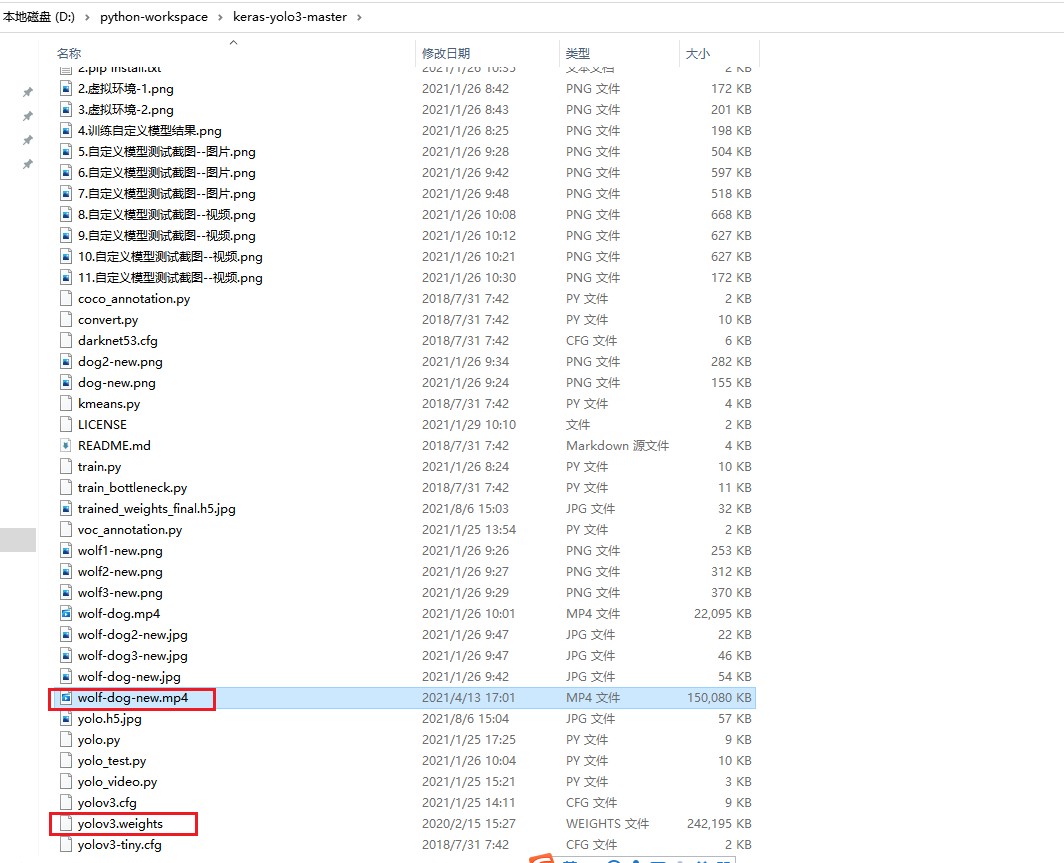 本地磁盘 (D:) › python-workspace › keras-yolo3-master ›
名称 修改日期 类型 大小
2.pip install.txt 2021/1/26 10:35 文本文档 2 KB
2.虚拟环境-1.png 2021/1/26 8:42 PNG 文件 172 KB
3.虚拟环境-2.png 2021/1/26 8:43 PNG 文件 201 KB
4.训练自定义模型结果.png 2021/1/26 8:25 PNG 文件 198 KB
5.自定义模型测试截图--图片.png 2021/1/26 9:28 PNG 文件 504 KB
6.自定义模型测试截图--图片.png 2021/1/26 9:42 PNG 文件 597 KB
7.自定义模型测试截图--图片.png 2021/1/26 9:48 PNG 文件 518 KB
8.自定义模型测试截图--视频.png 2021/1/26 10:08 PNG 文件 668 KB
9.自定义模型测试截图--视频.png 2021/1/26 10:12 PNG 文件 627 KB
10.自定义模型测试截图--视频.png 2021/1/26 10:21 PNG 文件 627 KB
11.自定义模型测试截图--视频.png 2021/1/26 10:30 PNG 文件 172 KB
coco_annotation.py 2018/7/31 7:42 PY 文件 2 KB
convert.py 2018/7/31 7:42 PY 文件 10 KB
darknet53.cfg 2018/7/31 7:42 CFG 文件 6 KB
dog2-new.png 2021/1/26 9:34 PNG 文件 282 KB
dog-new.png 2021/1/26 9:24 PNG 文件 155 KB
kmeans.py 2018/7/31 7:42 PY 文件 4 KB
LICENSE 2021/1/29 10:10 文件 2 KB
README.md 2018/7/31 7:42 Markdown 源文件 4 KB
train.py 2021/1/26 8:24 PY 文件 10 KB
train_bottleneck.py 2018/7/31 7:42 PY 文件 11 KB
trained_weights_final.h5.jpg 2021/8/6 15:03 JPG 文件 32 KB
voc_annotation.py 2021/1/25 13:54 PY 文件 2 KB
wolf1-new.png 2021/1/26 9:26 PNG 文件 253 KB
wolf2-new.png 2021/1/26 9:27 PNG 文件 312 KB
wolf3-new.png 2021/1/26 9:29 PNG 文件 370 KB
wolf-dog.mp4 2021/1/26 10:01 MP4 文件 22,095 KB
wolf-dog2-new.jpg 2021/1/26 9:47 JPG 文件 22 KB
wolf-dog3-new.jpg 2021/1/26 9:47 JPG 文件 46 KB
wolf-dog-new.jpg 2021/1/26 9:42 JPG 文件 54 KB
wolf-dog-new.mp4 2021/4/13 17:01 MP4 文件 150,080 KB
yolo.h5.jpg 2021/8/6 15:04 JPG 文件 57 KB
yolo.py 2021/1/25 17:25 PY 文件 9 KB
yolo_test.py 2021/1/26 10:04 PY 文件 10 KB
yolo_video.py 2021/1/25 15:21 PY 文件 3 KB
yolov3.cfg 2021/1/25 14:11 CFG 文件 9 KB
yolov3.weights 2020/2/15 15:27 WEIGHTS 文件 242,195 KB
yolov3-tiny.cfg 2018/7/31 7:42 CFG 文件 2 KB